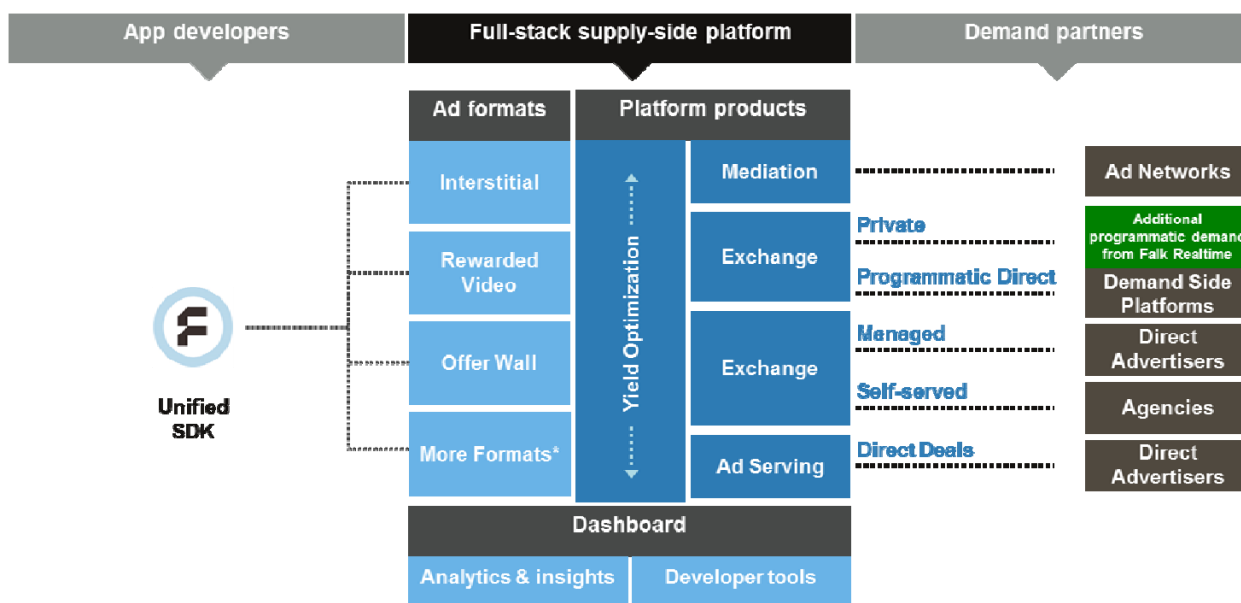 App developers
Full-stack supply-side platform
Demand partners
Ad formats
Platform products
Interstitial
Rewarded
Video
Offer Wall
More Formats*
Yield Optimization
Mediation
Exchange
Exchange
Ad Serving
Private
Programmatic Direct
Managed
Self-served
Direct Deals
Ad Networks
Additional
programmatic demand
from Falk Realtime
Demand Side
Platforms
Direct
Advertisers
Agencies
Direct
Advertisers
F
Unified
SDK
Dashboard
Analytics & insights
Developer tools